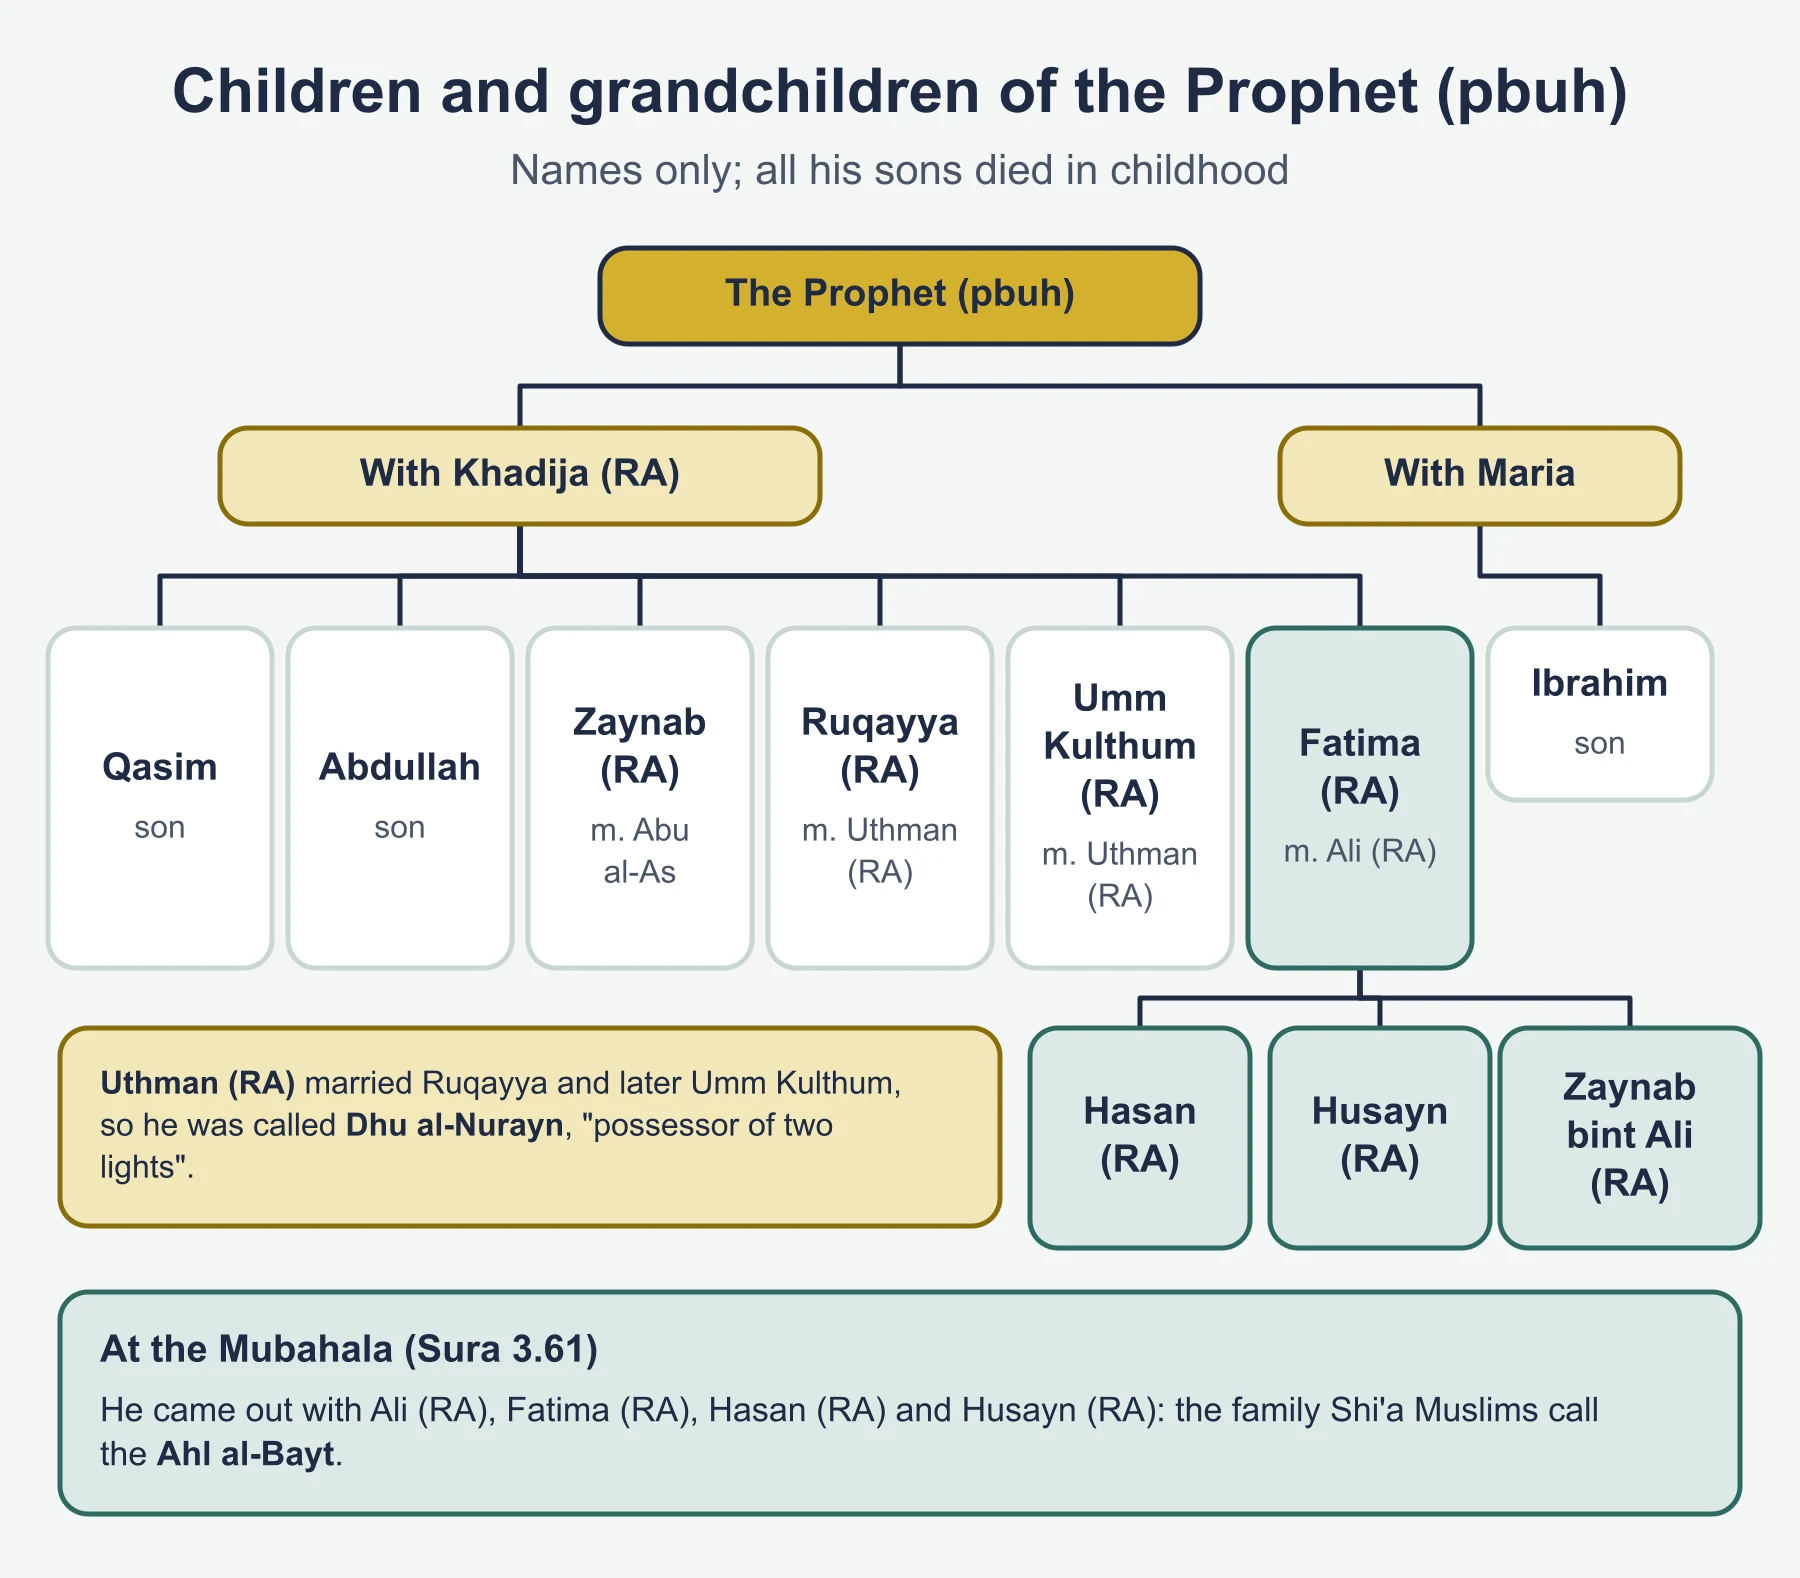 Children and grandchildren of the Prophet (pbuh)
Names only; all his sons died in childhood
The Prophet (pbuh)
With Khadija (RA)
With Maria
Qasim
son
Abdullah
son
Zaynab
(RA)
m. Abu
al-As
Ruqayya
(RA)
m. Uthman
(RA)
Umm
Kulthum
(RA)
m. Uthman
(RA)
Fatima
(RA)
m. Ali (RA)
Ibrahim
son
Uthman (RA) married Ruqayya and later Umm Kulthum,
so he was called Dhu al-Nurayn, "possessor of two
lights".
Hasan
(RA)
Husayn
(RA)
Zaynab
bint Ali
(RA)
At the Mubahala (Sura 3.61)
He came out with Ali (RA), Fatima (RA), Hasan (RA) and Husayn (RA): the family Shi'a Muslims call
the Ahl al-Bayt.